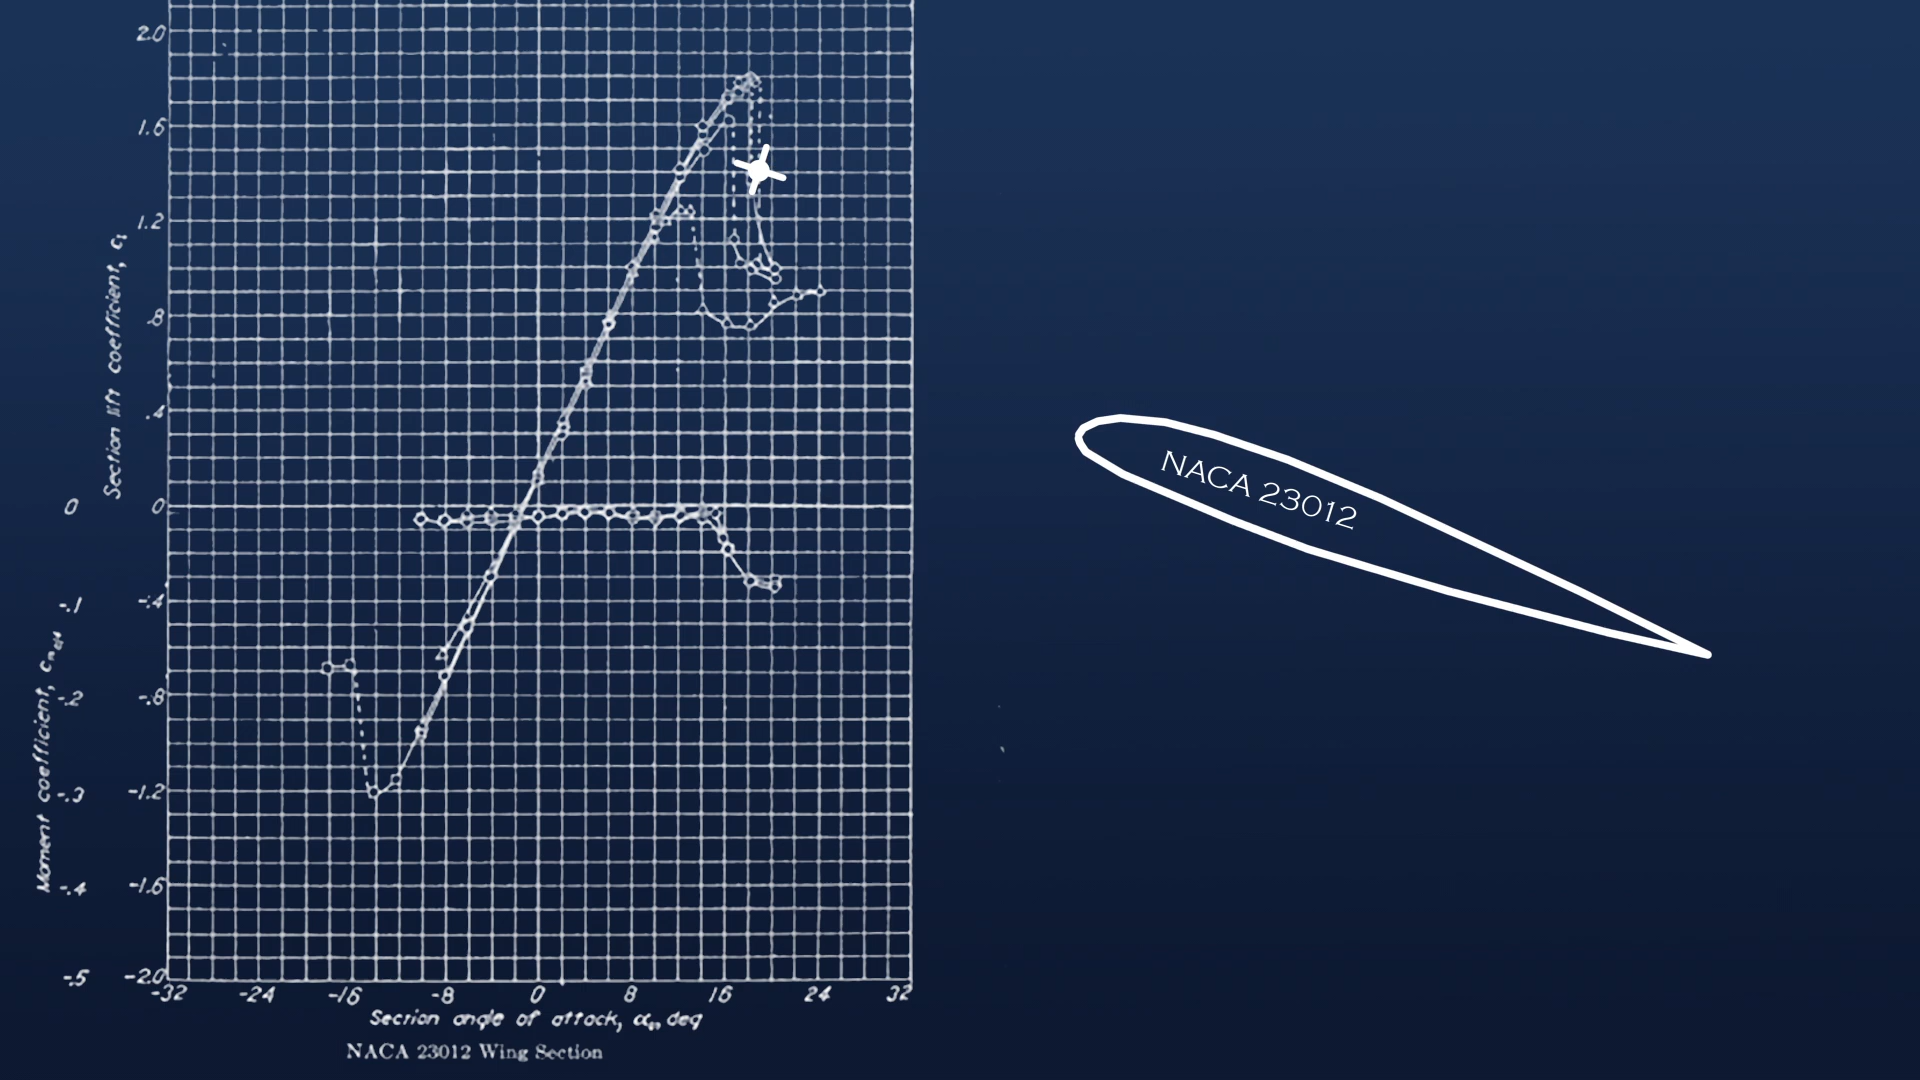 2.0
1.6
1.2
.8
.4
0
-.4
-.8
-1.2
-1.6
-2.0
Section lift coefficient, cl
0
-.1
-.2
-.3
-.4
-.5
Moment coefficient,
-32 -24 -16 -8 0 8 16 24 32
Section angle of attack, α₀, deg
NACA 23012 Wing Section
NACA 23012